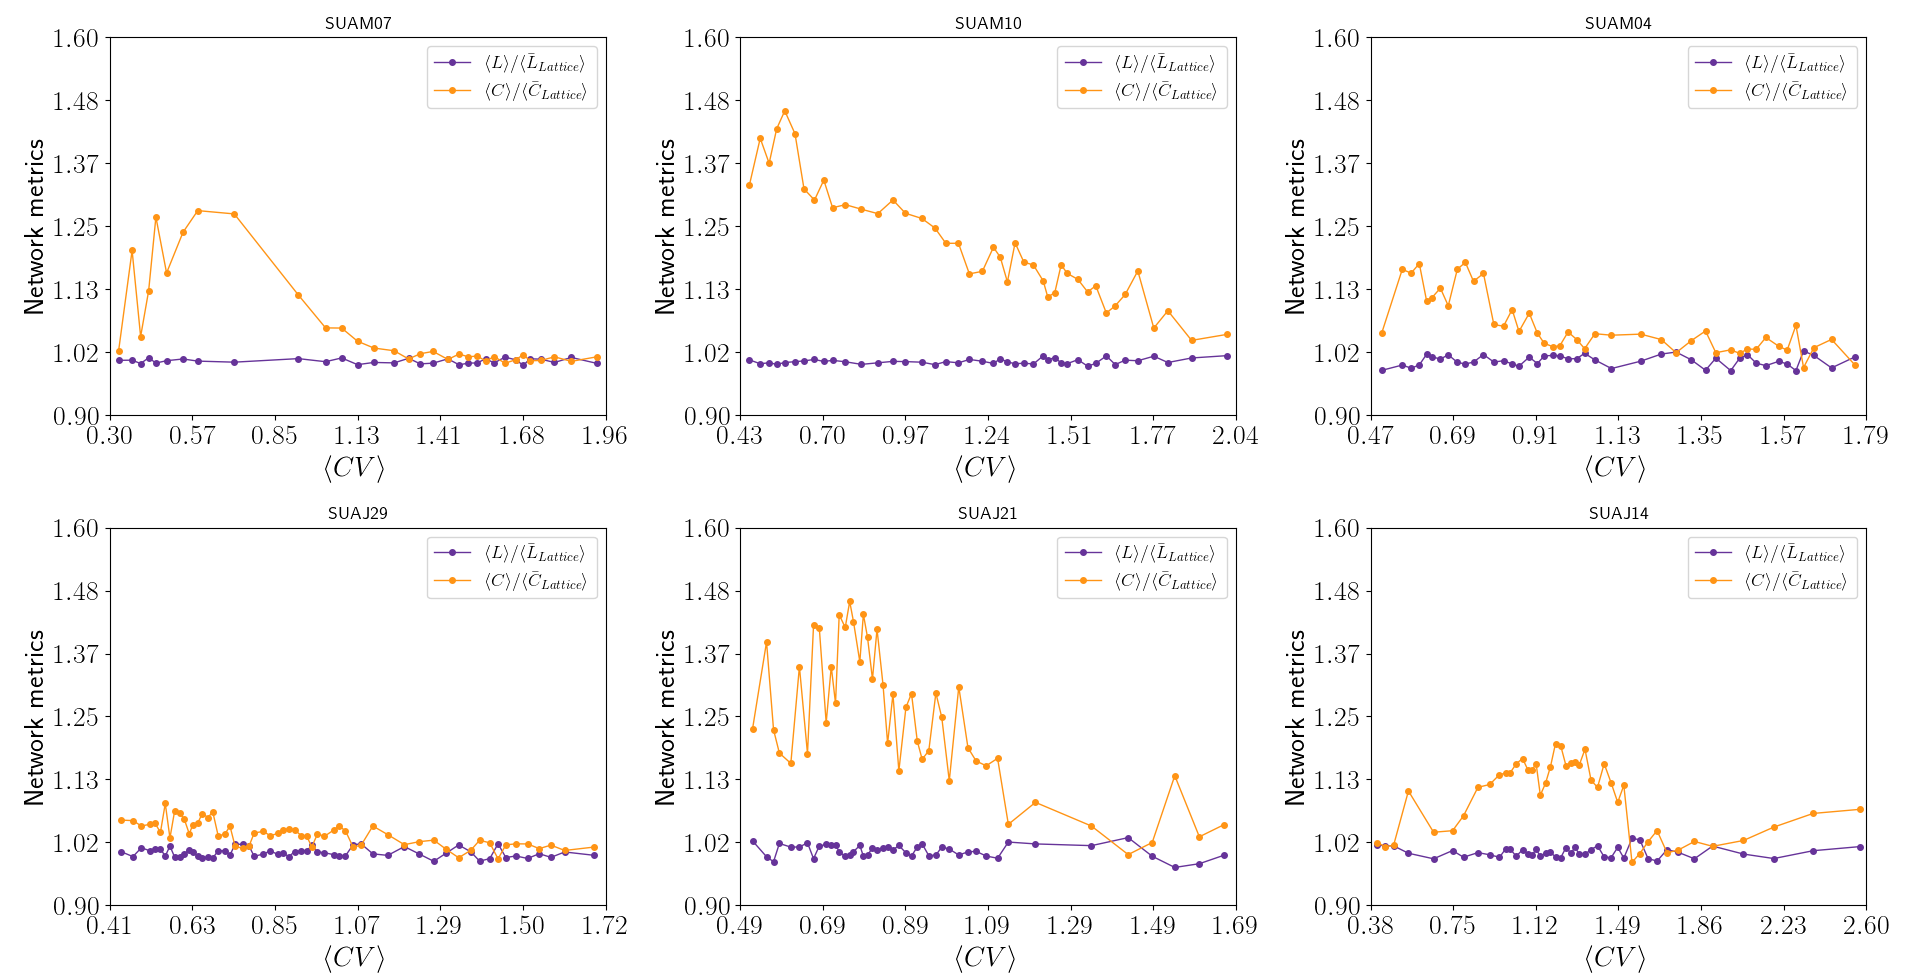 SUAM07
1.60
1.48
1.37
1.25
1.13
1.02
0.90
Network metrics
⟨L⟩/⟨L̄_Lattice⟩
⟨C⟩/⟨C̄_Lattice⟩
0.30 0.57 0.85 1.13 1.41 1.68 1.96
⟨CV⟩
SUAM10
1.60
1.48
1.37
1.25
1.13
1.02
0.90
Network metrics
⟨L⟩/⟨L̄_Lattice⟩
⟨C⟩/⟨C̄_Lattice⟩
0.43 0.70 0.97 1.24 1.51 1.77 2.04
⟨CV⟩
SUAM04
1.60
1.48
1.37
1.25
1.13
1.02
0.90
Network metrics
⟨L⟩/⟨L̄_Lattice⟩
⟨C⟩/⟨C̄_Lattice⟩
0.47 0.69 0.91 1.13 1.35 1.57 1.79
⟨CV⟩
SUAJ29
1.60
1.48
1.37
1.25
1.13
1.02
0.90
Network metrics
⟨L⟩/⟨L̄_Lattice⟩
⟨C⟩/⟨C̄_Lattice⟩
0.41 0.63 0.85 1.07 1.29 1.50 1.72
⟨CV⟩
SUAJ21
1.60
1.48
1.37
1.25
1.13
1.02
0.90
Network metrics
⟨L⟩/⟨L̄_Lattice⟩
⟨C⟩/⟨C̄_Lattice⟩
0.49 0.69 0.89 1.09 1.29 1.49 1.69
⟨CV⟩
SUAJ14
1.60
1.48
1.37
1.25
1.13
1.02
0.90
Network metrics
⟨L⟩/⟨L̄_Lattice⟩
⟨C⟩/⟨C̄_Lattice⟩
0.38 0.75 1.12 1.49 1.86 2.23 2.60
⟨CV⟩